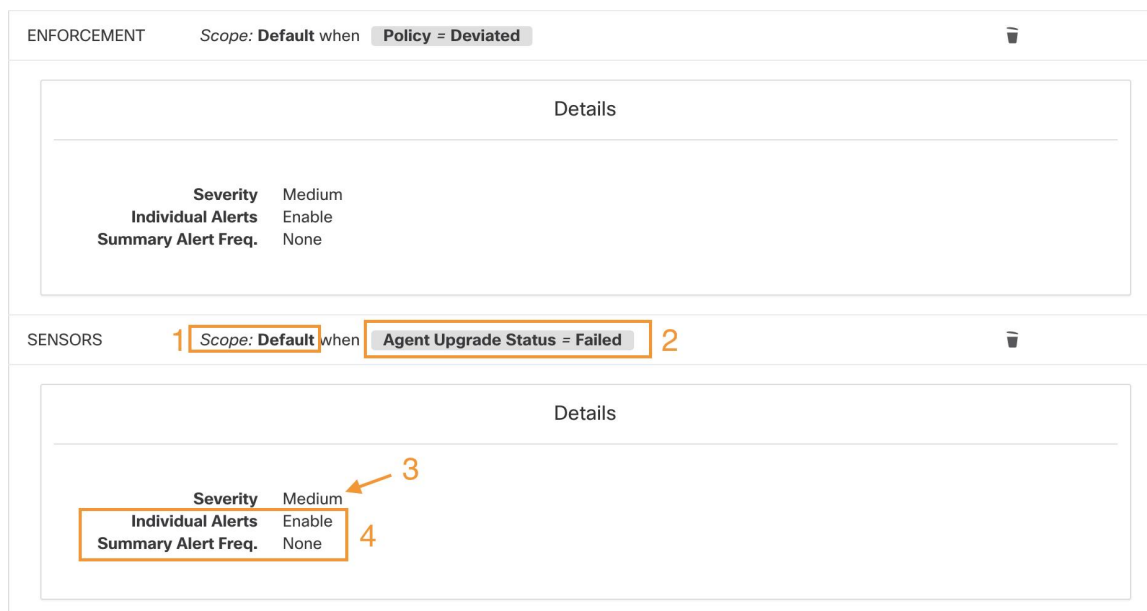 ENFORCEMENT Scope: Default when Policy = Deviated
Details
Severity Medium
Individual Alerts Enable
Summary Alert Freq. None
SENSORS 1 Scope: Default when Agent Upgrade Status = Failed 2
Details
3
Severity Medium
Individual Alerts Enable
4
Summary Alert Freq. None